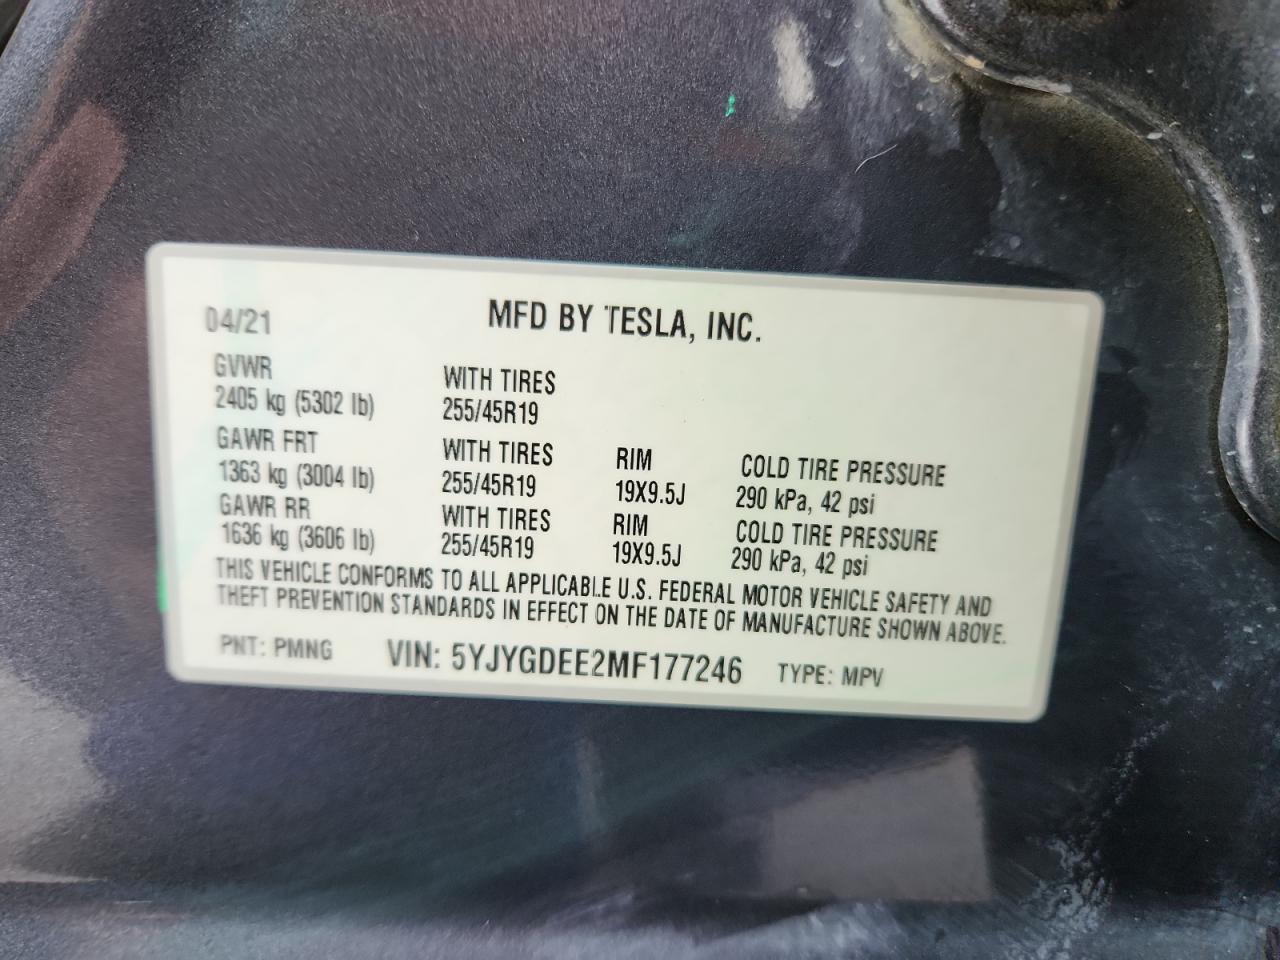 04/21 MFD BY TESLA, INC.
GVWR WITH TIRES
2405 kg (5302 lb) 255/45R19
GAWR FRT WITH TIRES RIM COLD TIRE PRESSURE
1363 kg (3004 lb) 255/45R19 19X9.5J 290 kPa, 42 psi
GAWR RR WITH TIRES RIM COLD TIRE PRESSURE
1636 kg (3606 lb) 255/45R19 19X9.5J 290 kPa, 42 psi
THIS VEHICLE CONFORMS TO ALL APPLICABLE U.S. FEDERAL MOTOR VEHICLE SAFETY AND
THEFT PREVENTION STANDARDS IN EFFECT ON THE DATE OF MANUFACTURE SHOWN ABOVE.
PNT: PMNG VIN: 5YJYGDEE2MF177246 TYPE: MPV